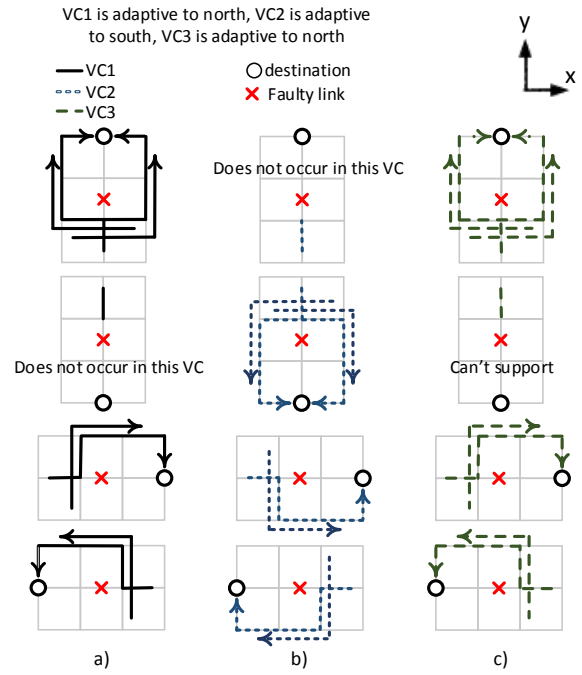 VC1 is adaptive to north, VC2 is adaptive
to south, VC3 is adaptive to north
y
x
VC1
VC2
VC3
destination
Faulty link
Does not occur in this VC
Does not occur in this VC
Can't support
a)
b)
c)